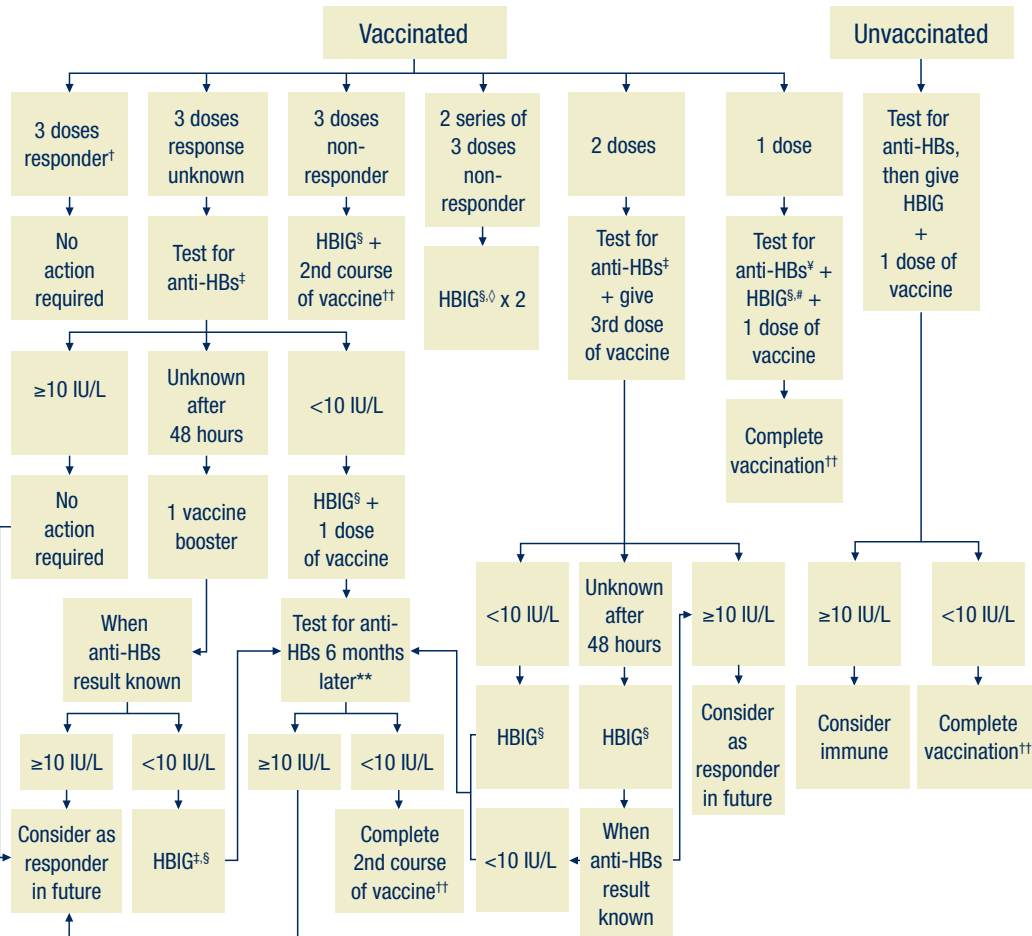 Vaccinated
Unvaccinated
3 doses
responder†
3 doses
response
unknown
3 doses
non-
responder
2 series of
3 doses
non-
responder
2 doses
1 dose
Test for
anti-HBs,
then give
HBIG
+
1 dose of
vaccine
No
action
required
Test for
anti-HBs‡
HBIG§ +
2nd course
of vaccine††
HBIG§,◊ x 2
Test for
anti-HBs‡
+ give
3rd dose
of vaccine
Test for
anti-HBs¥ +
HBIG§,# +
1 dose of
vaccine
≥10 IU/L
Unknown
after
48 hours
<10 IU/L
Complete
vaccination††
No
action
required
1 vaccine
booster
HBIG§ +
1 dose
of vaccine
<10 IU/L
Unknown
after
48 hours
≥10 IU/L
≥10 IU/L
<10 IU/L
When
anti-HBs
result known
Test for anti-
HBs 6 months
later**
HBIG§
HBIG§
Consider
as
responder
in future
Consider
immune
Complete
vaccination††
≥10 IU/L
<10 IU/L
≥10 IU/L
<10 IU/L
Consider as
responder
in future
HBIG‡,§
Complete
2nd course
of vaccine††
<10 IU/L
When
anti-HBs
result
known